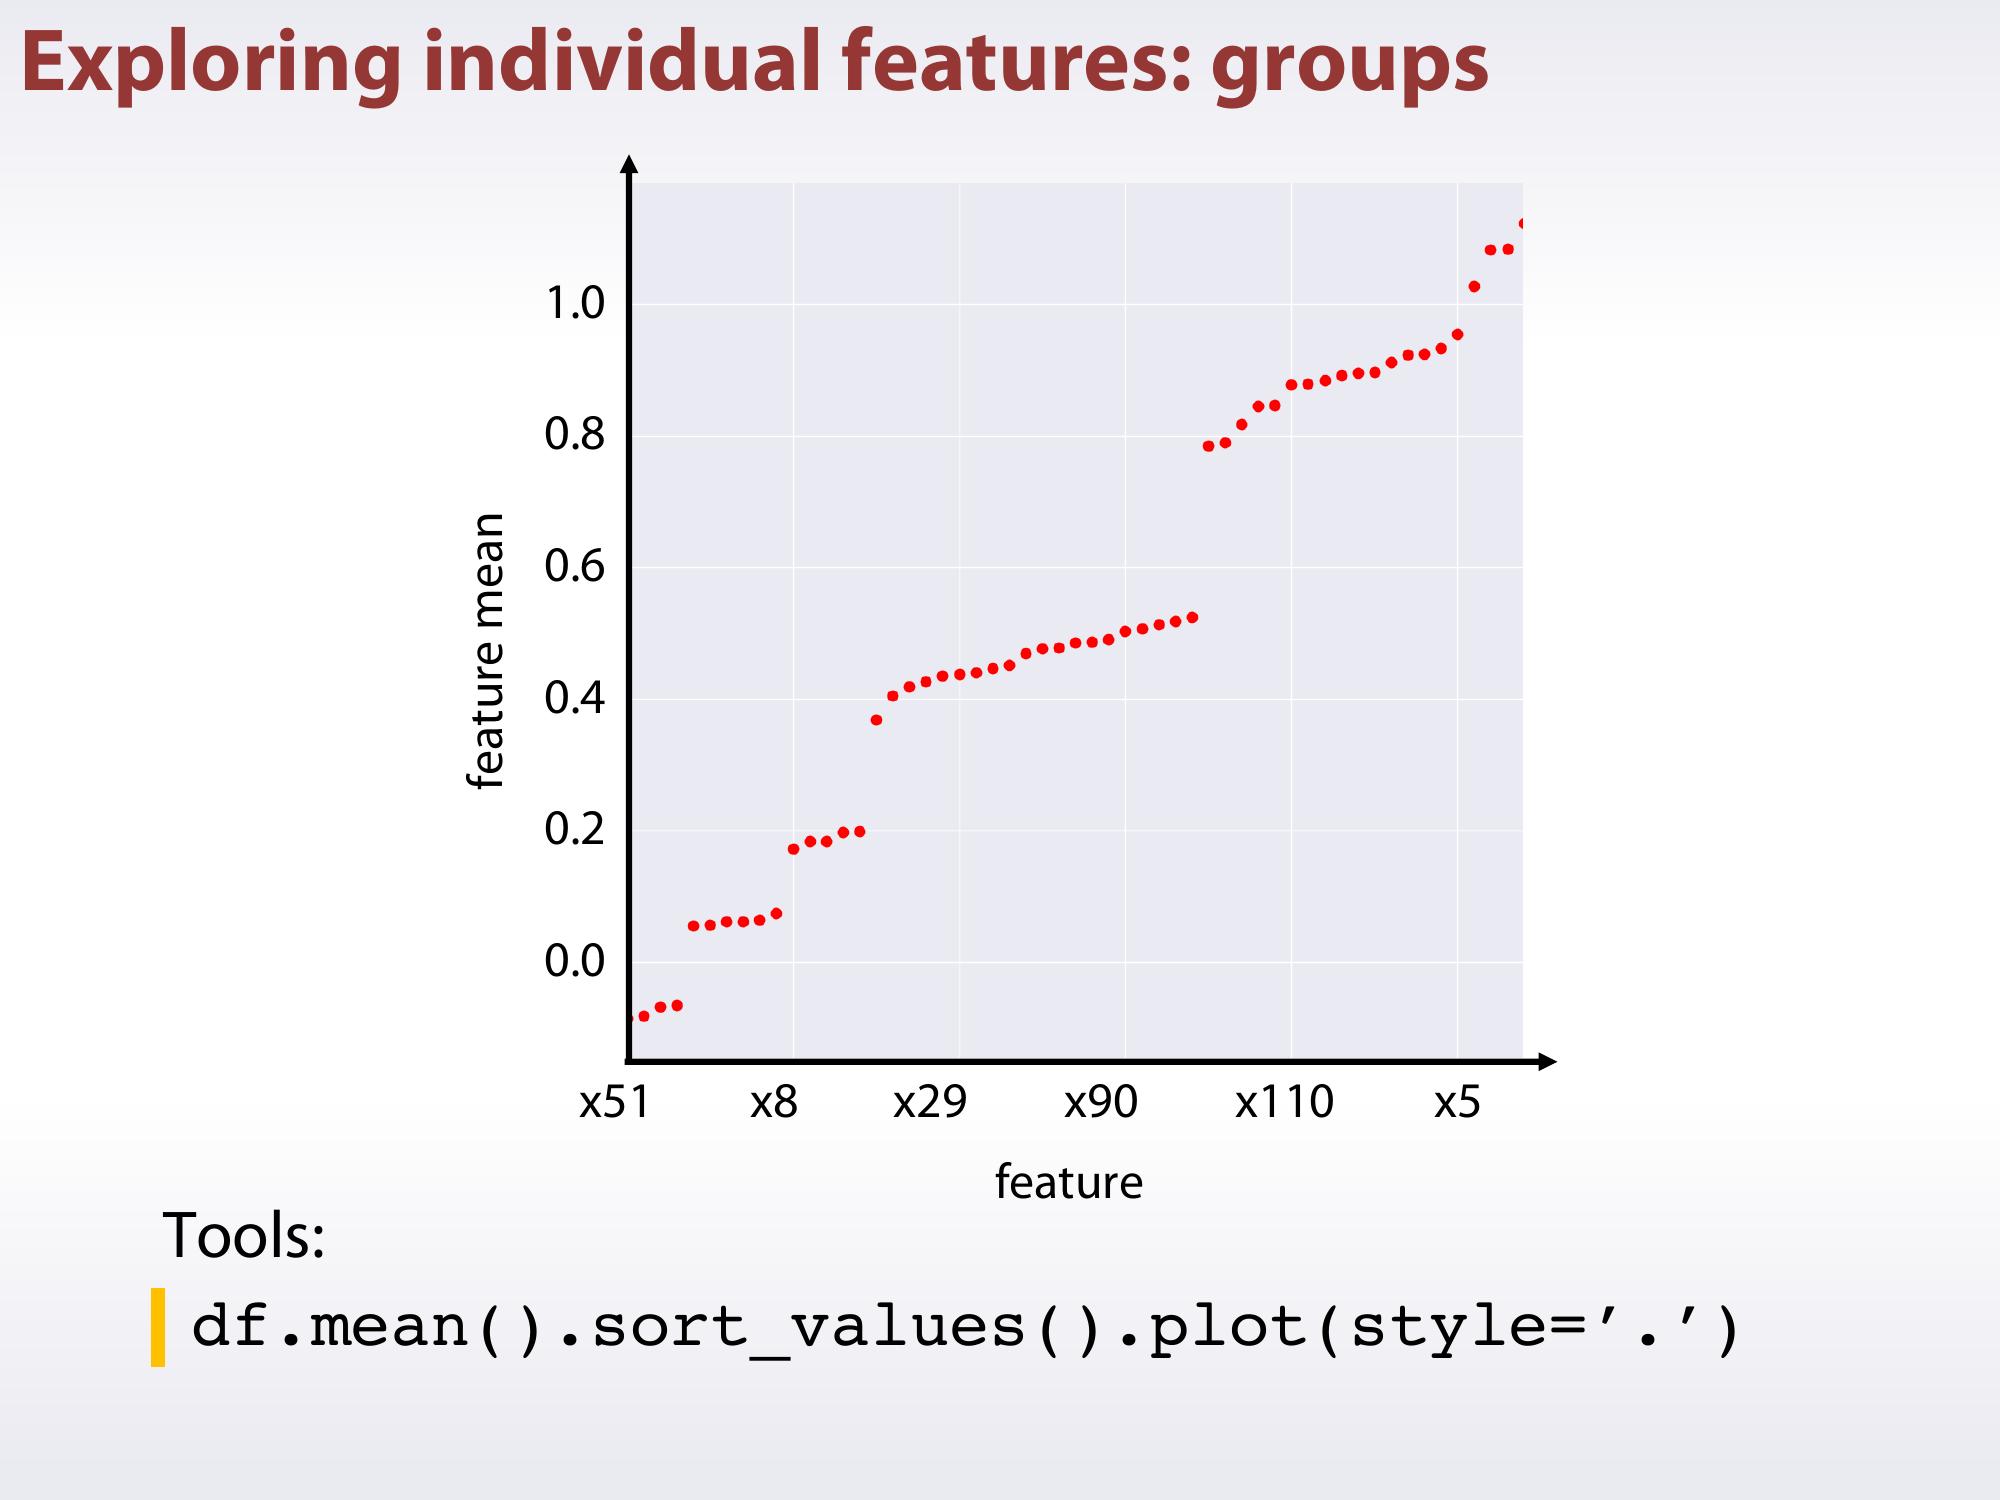 Exploring individual features: groups
1.0
0.8
0.6
0.4
0.2
0.0
feature mean
x51 x8 x29 x90 x110 x5
feature
Tools:
df.mean().sort_values().plot(style=’.’)